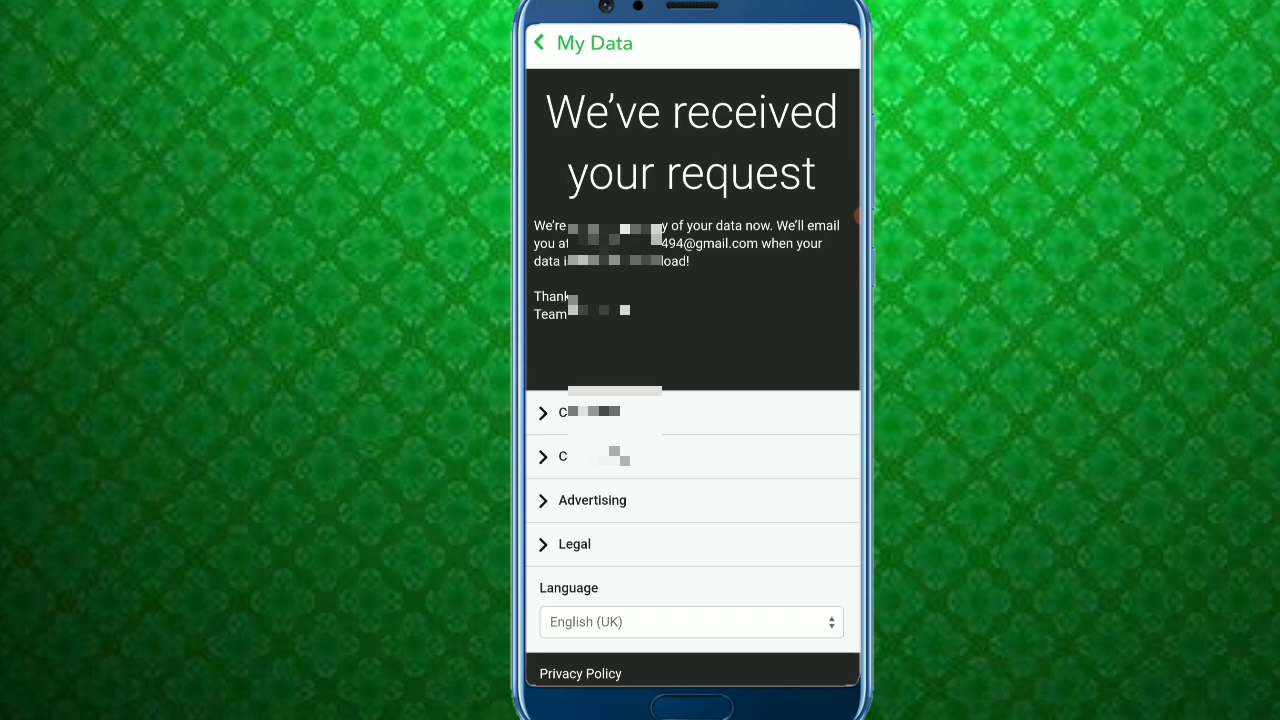 My Data
We've received
your request
We're y of your data now. We'll email
you at 494@gmail.com when your
data i load!
Thank
Team
C
C
Advertising
Legal
Language
English (UK)
Privacy Policy